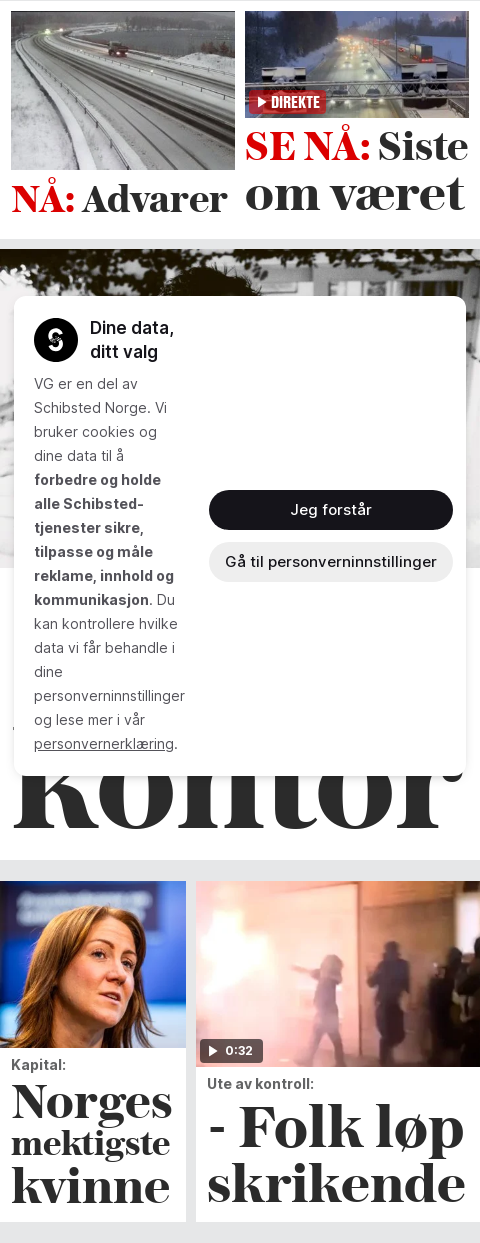 NÅ: Advarer
DIREKTE
SE NÅ: Siste
om været
Dine data,
ditt valg
VG er en del av
Schibsted Norge. Vi
bruker cookies og
dine data til å
forbedre og holde
alle Schibsted-
tjenester sikre,
tilpasse og måle
reklame, innhold og
kommunikasjon. Du
kan kontrollere hvilke
data vi får behandle i
dine
personverninnstillinger
og lese mer i vår
personvernerklæring.
Jeg forstår
Gå til personverninnstillinger
kontor
Kapital:
Norges
mektigste
kvinne
0:32
Ute av kontroll:
- Folk løp
skrikende